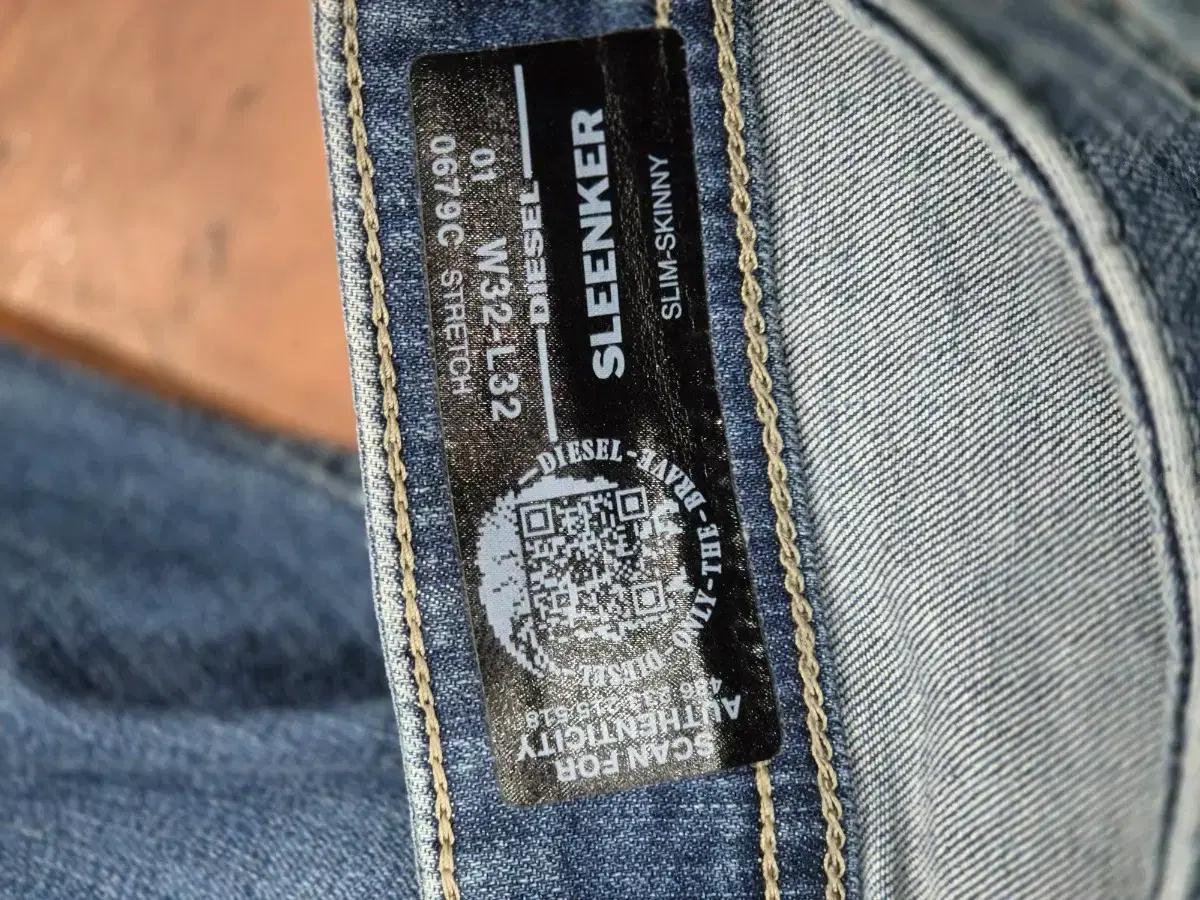 DIESEL
SLEENKER
SLIM-SKINNY
01 W32-L32
0679C STRETCH
DIESEL-ONLY-THE-BRAVE-DIESEL
SCAN FOR
AUTHENTICITY